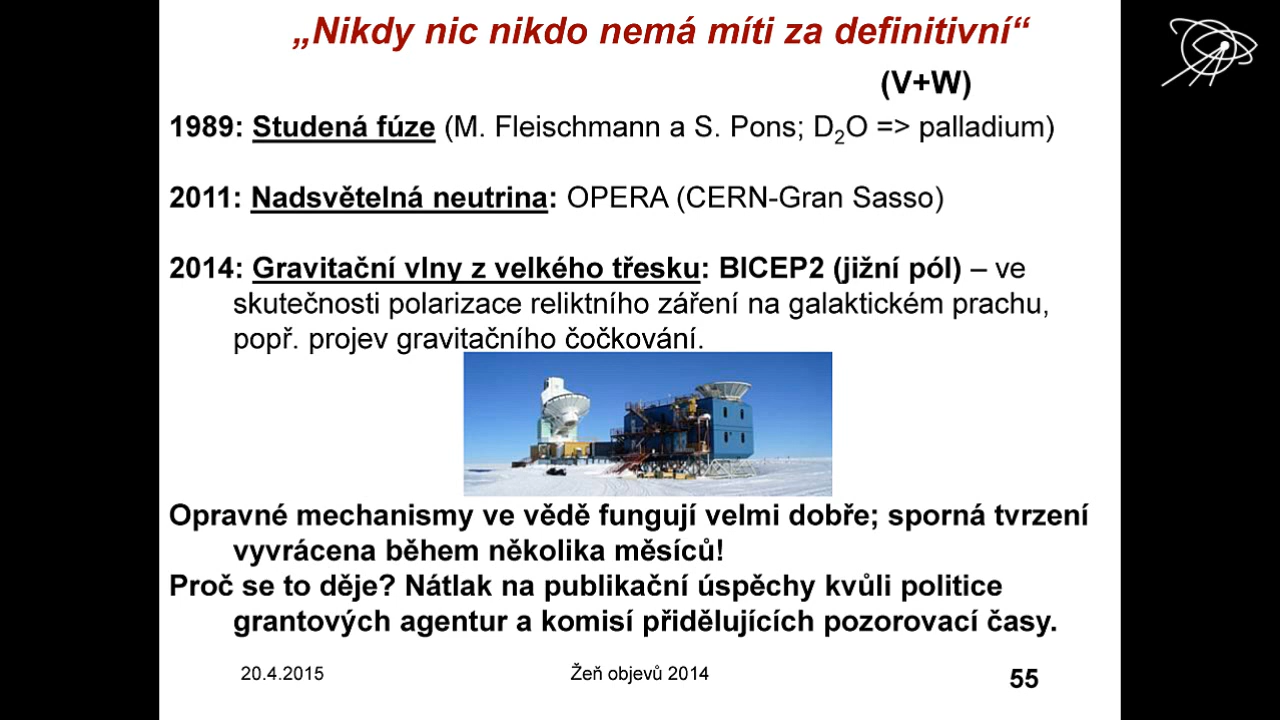 „Nikdy nic nikdo nemá míti za definitivní“
(V+W)
1989: Studená fúze (M. Fleischmann a S. Pons; D₂O => palladium)
2011: Nadsvětelná neutrina: OPERA (CERN-Gran Sasso)
2014: Gravitační vlny z velkého třesku: BICEP2 (jižní pól) – ve
skutečnosti polarizace reliktního záření na galaktickém prachu,
popř. projev gravitačního čočkování.
Opravné mechanismy ve vědě fungují velmi dobře; sporná tvrzení
vyvrácena během několika měsíců!
Proč se to děje? Nátlak na publikační úspěchy kvůli politice
grantových agentur a komisí přidělujících pozorovací časy.
20.4.2015 Žeň objevů 2014 55